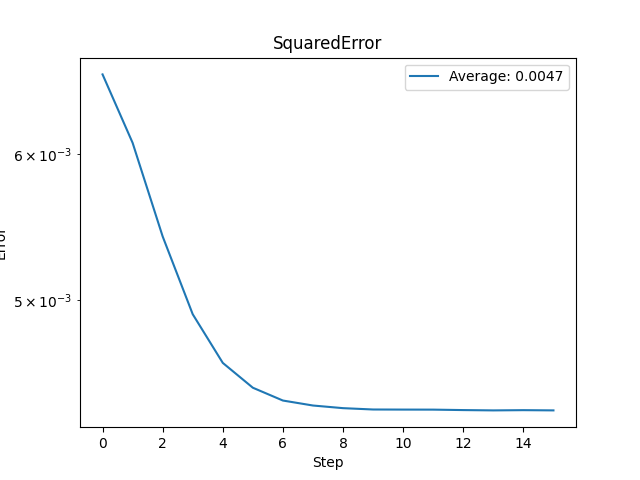 SquaredError
Average: 0.0047
6 × 10⁻³
5 × 10⁻³
Error
0 2 4 6 8 10 12 14
Step